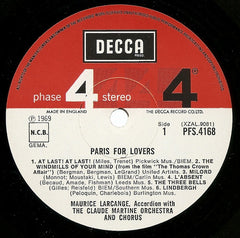 DECCA
phase 4 stereo
MADE IN ENGLAND
THE DECCA RECORD CO.LTD.
℗ 1969
(XZAL.9081)
N.C.B.
Side 1
PFS.4168
GEMA.
PARIS FOR LOVERS
1. AT LAST! AT LAST! (Miles, Trenet) Pickwick Mus./BIEM. 2. THE
WINDMILLS OF YOUR MIND (from the film "The Thomas Crown
Affair") (Bergman, Bergman, LeGrand) United Artists. 3. MILORD
(Monnot; Moustaki, Lewis) BIEM/Carlin Mus. 4. L'ABSENT
(Bécaud, Amade, Fishman) Leeds Mus. 5. THE THREE BELLS
(Gilles; Reisfeld) BIEM/Southern Mus. 6. LINDBERGH
(Peloquin, Charlebois) Burlington Mus.
MAURICE LARCANGE, Accordion with
THE CLAUDE MARTINE ORCHESTRA
AND CHORUS